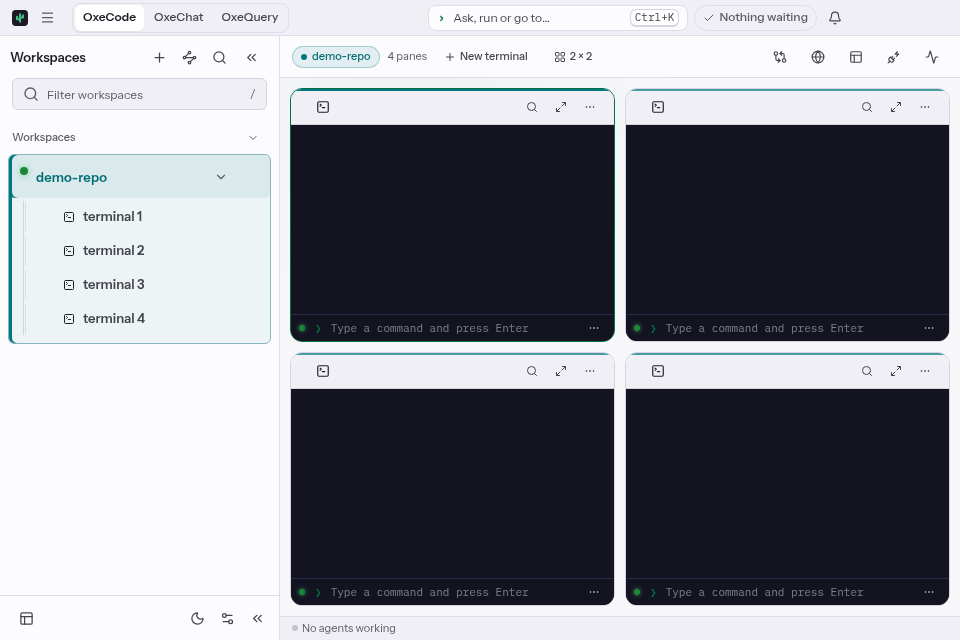 OxeCode
OxeChat
OxeQuery
Ask, run or go to...
Ctrl+K
Nothing waiting
Workspaces
Filter workspaces
/
Workspaces
demo-repo
terminal 1
terminal 2
terminal 3
terminal 4
demo-repo
4 panes
New terminal
2×2
Type a command and press Enter
Type a command and press Enter
Type a command and press Enter
Type a command and press Enter
No agents working